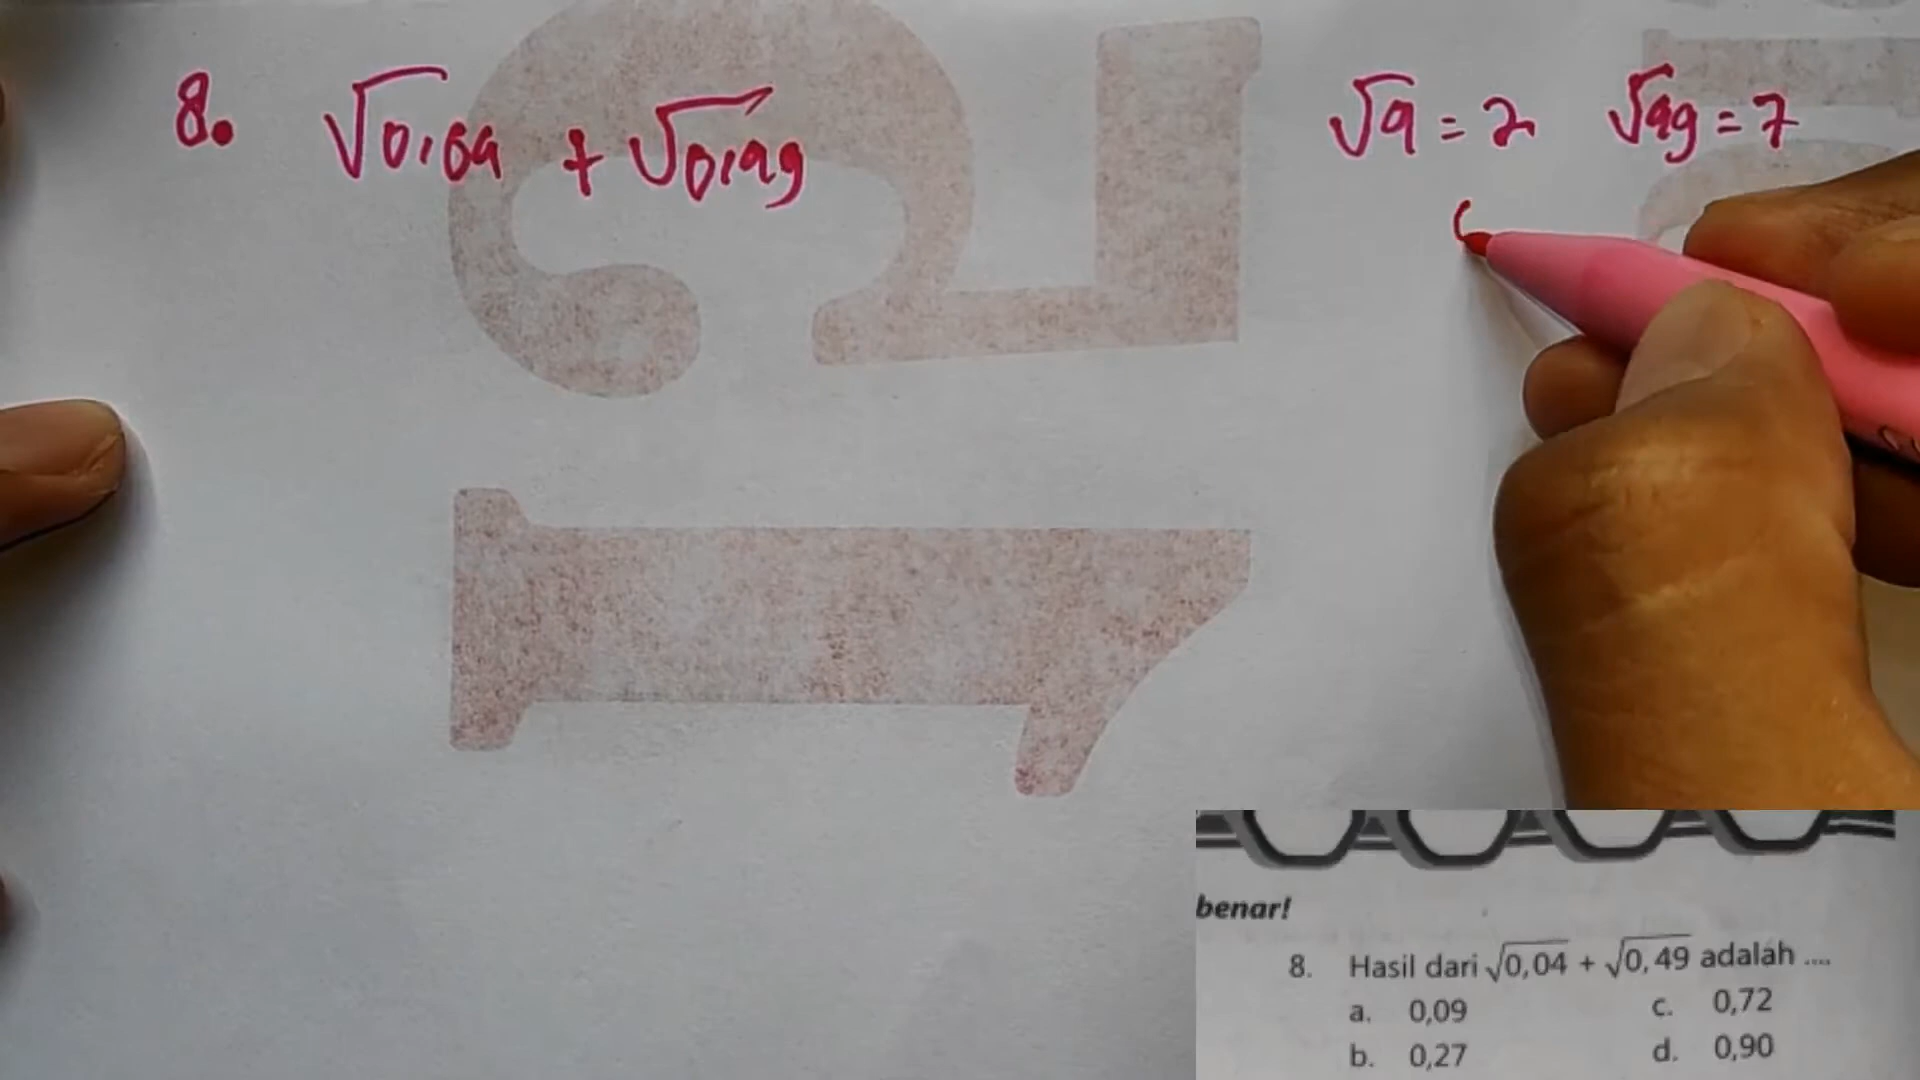 8. √0,04 + √0,49
√4 = 2 √49 = 7
benar!
8. Hasil dari √0,04 + √0,49 adalah ....
a. 0,09 c. 0,72
b. 0,27 d. 0,90